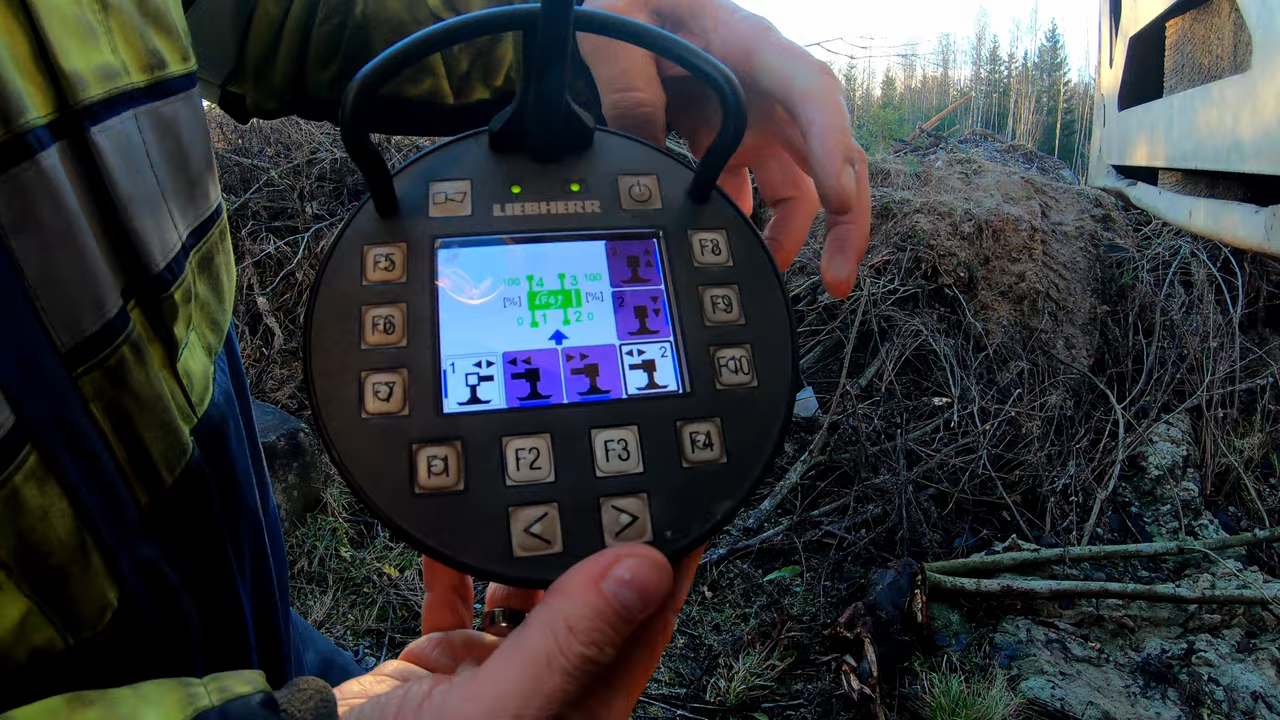 LIEBHERR
F5
F8
F6
F9
F7
F10
100 4 3 100
[%] [%]
0 1 2 0
2
1
2
F1 F2 F3 F4
< >